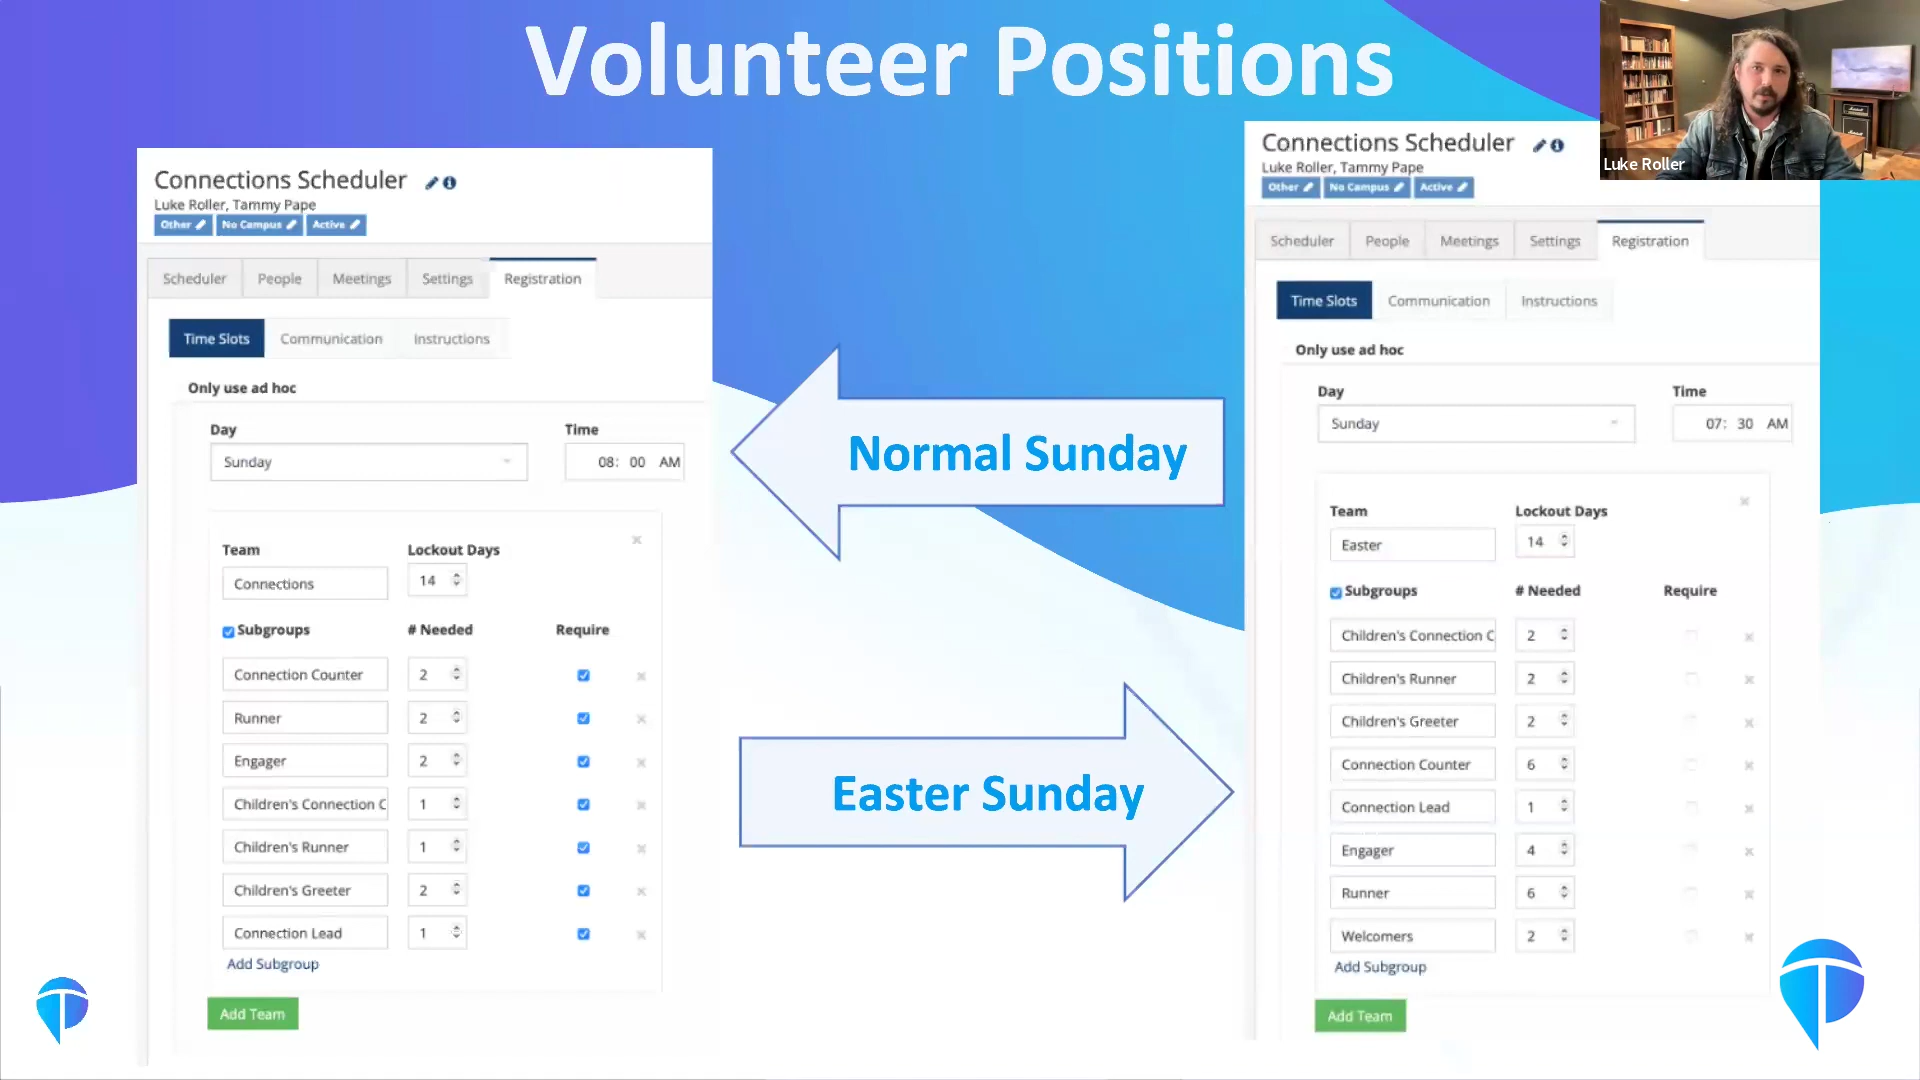 Volunteer Positions
Luke Roller
Connections Scheduler
Luke Roller, Tammy Pape
Other No Campus Active
Scheduler People Meetings Settings Registration
Time Slots Communication Instructions
Only use ad hoc
Day Time
Sunday 08: 00 AM
Team Lockout Days
Connections 14
Subgroups # Needed Require
Connection Counter 2
Runner 2
Engager 2
Children's Connection C 1
Children's Runner 1
Children's Greeter 2
Connection Lead 1
Add Subgroup
Add Team
Normal Sunday
Easter Sunday
Connections Scheduler
Luke Roller, Tammy Pape
Other No Campus Active
Scheduler People Meetings Settings Registration
Time Slots Communication Instructions
Only use ad hoc
Day Time
Sunday 07: 30 AM
Team Lockout Days
Easter 14
Subgroups # Needed Require
Children's Connection C 2
Children's Runner 2
Children's Greeter 2
Connection Counter 6
Connection Lead 1
Engager 4
Runner 6
Welcomers 2
Add Subgroup
Add Team